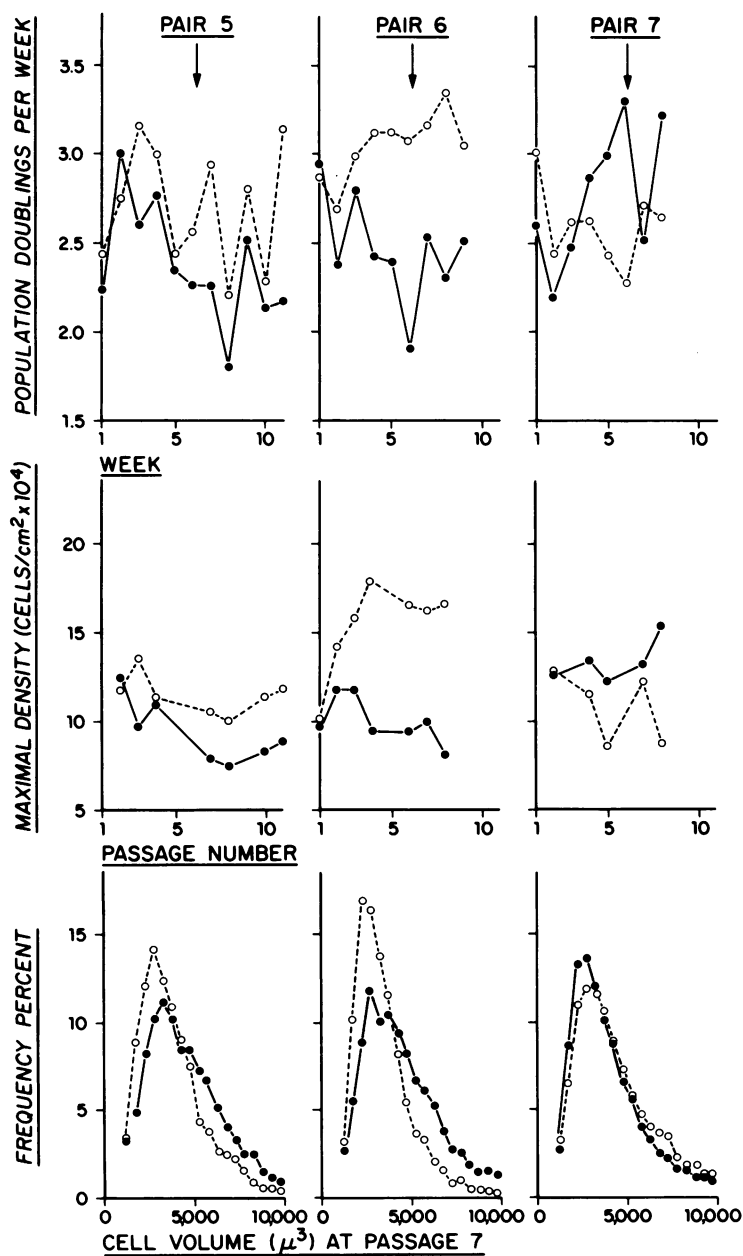 PAIR 5 PAIR 6 PAIR 7
POPULATION DOUBLINGS PER WEEK
3.5
3.0
2.5
2.0
1.5
1 5 10 1 5 10 1 5 10
WEEK
MAXIMAL DENSITY (CELLS/cm² x 10⁴)
20
15
10
5
1 5 10 1 5 10 1 5 10
PASSAGE NUMBER
FREQUENCY PERCENT
15
10
5
0
0 5,000 10,000 0 5,000 10,000 0 5,000 10,000
CELL VOLUME (μ³) AT PASSAGE 7